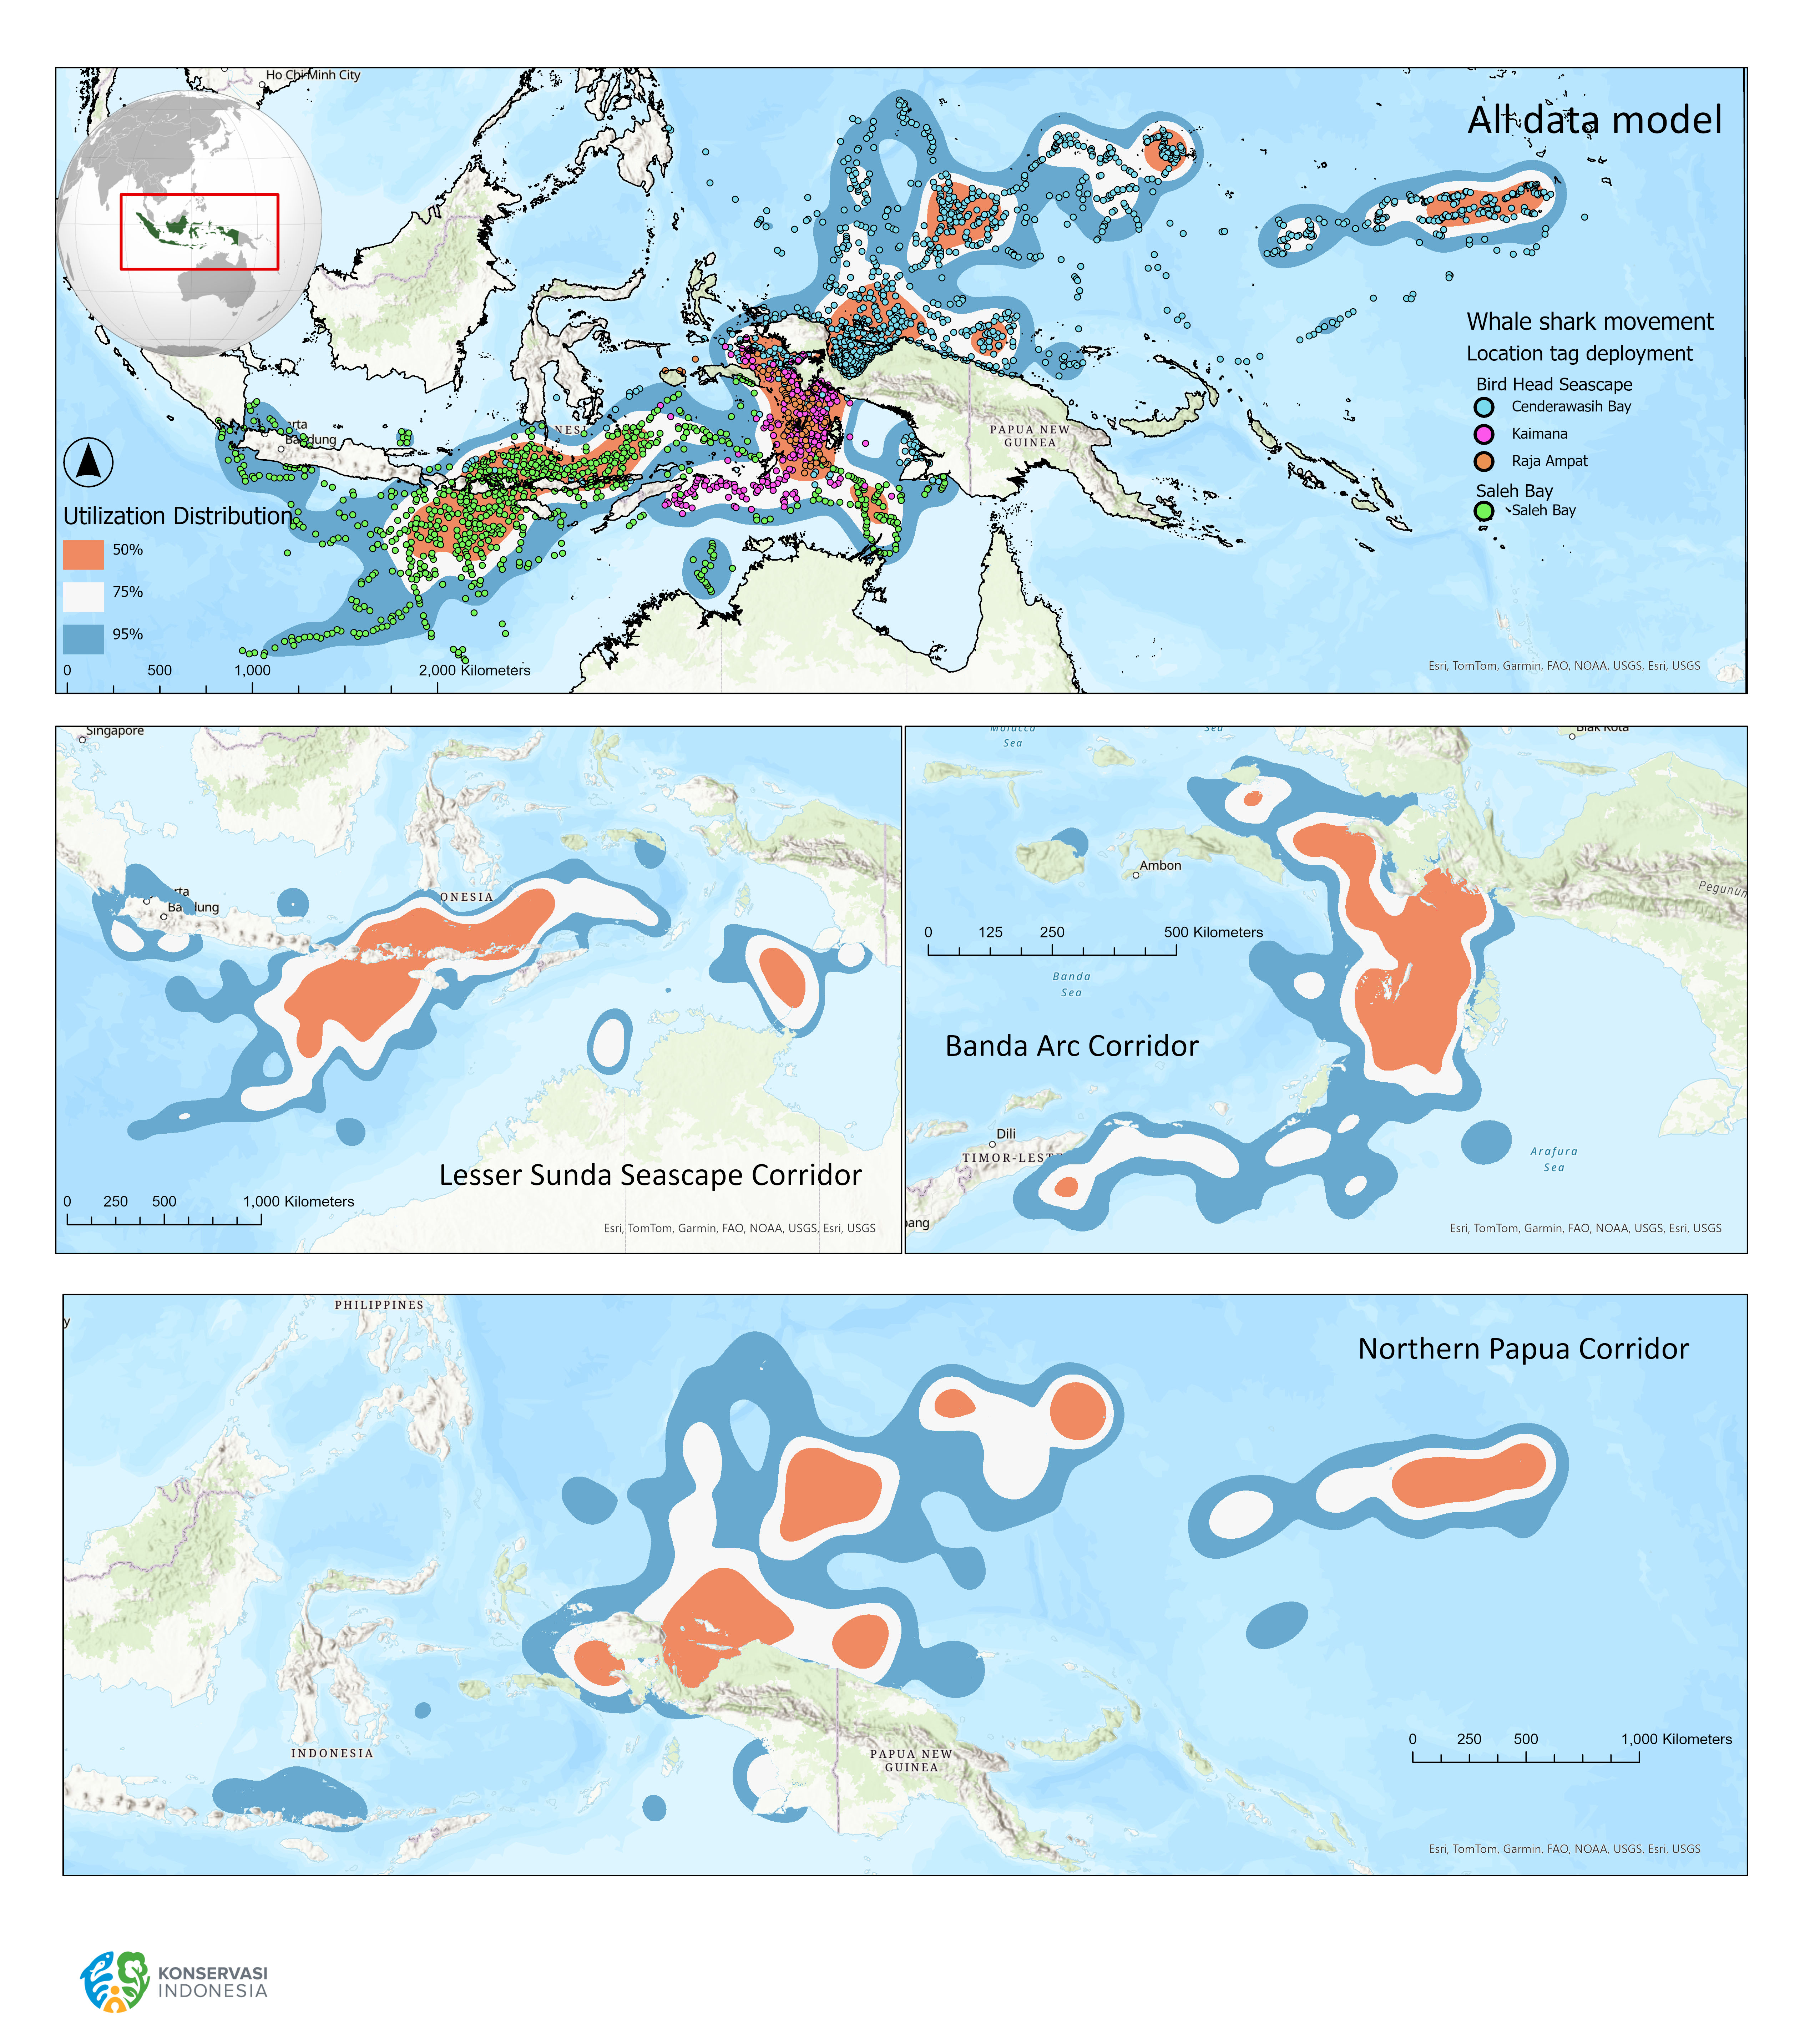 Ho Chi Minh City
All data model
Whale shark movement
Location tag deployment
Bird Head Seascape
Cenderawasih Bay
Kaimana
Raja Ampat
Saleh Bay
Saleh Bay
rta
Bandung
NESI
PAPUA NEW
GUINEA
Utilization Distribution
50%
75%
95%
0 500 1,000 2,000 Kilometers
Esri, TomTom, Garmin, FAO, NOAA, USGS, Esri, USGS
Singapore
rta
Bandung
ONESIA
Lesser Sunda Seascape Corridor
0 250 500 1,000 Kilometers
Esri, TomTom, Garmin, FAO, NOAA, USGS, Esri, USGS
Molucca
Sea
Sea
Biak Kota
Ambon
Pegunun
0 125 250 500 Kilometers
Banda
Sea
Banda Arc Corridor
Dili
TIMOR-LESTE
Arafura
Sea
pang
Esri, TomTom, Garmin, FAO, NOAA, USGS, Esri, USGS
PHILIPPINES
y
Northern Papua Corridor
INDONESIA
PAPUA NEW
GUINEA
0 250 500 1,000 Kilometers
Esri, TomTom, Garmin, FAO, NOAA, USGS, Esri, USGS
KONSERVASI
INDONESIA